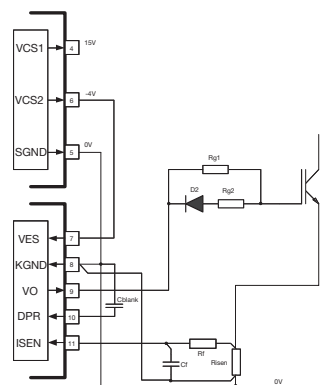 VCS1 4 15V
VCS2 6 -4V
SGND 5 0V
Rg1
D2 Rg2
VES 7
KGND 8
VO 9
Cblank
DPR 10
ISEN 11
Rf
Risen
Cf
0V